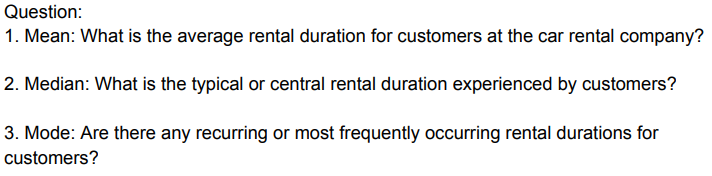 Question:
1. Mean: What is the average rental duration for customers at the car rental company?
2. Median: What is the typical or central rental duration experienced by customers?
3. Mode: Are there any recurring or most frequently occurring rental durations for
customers?